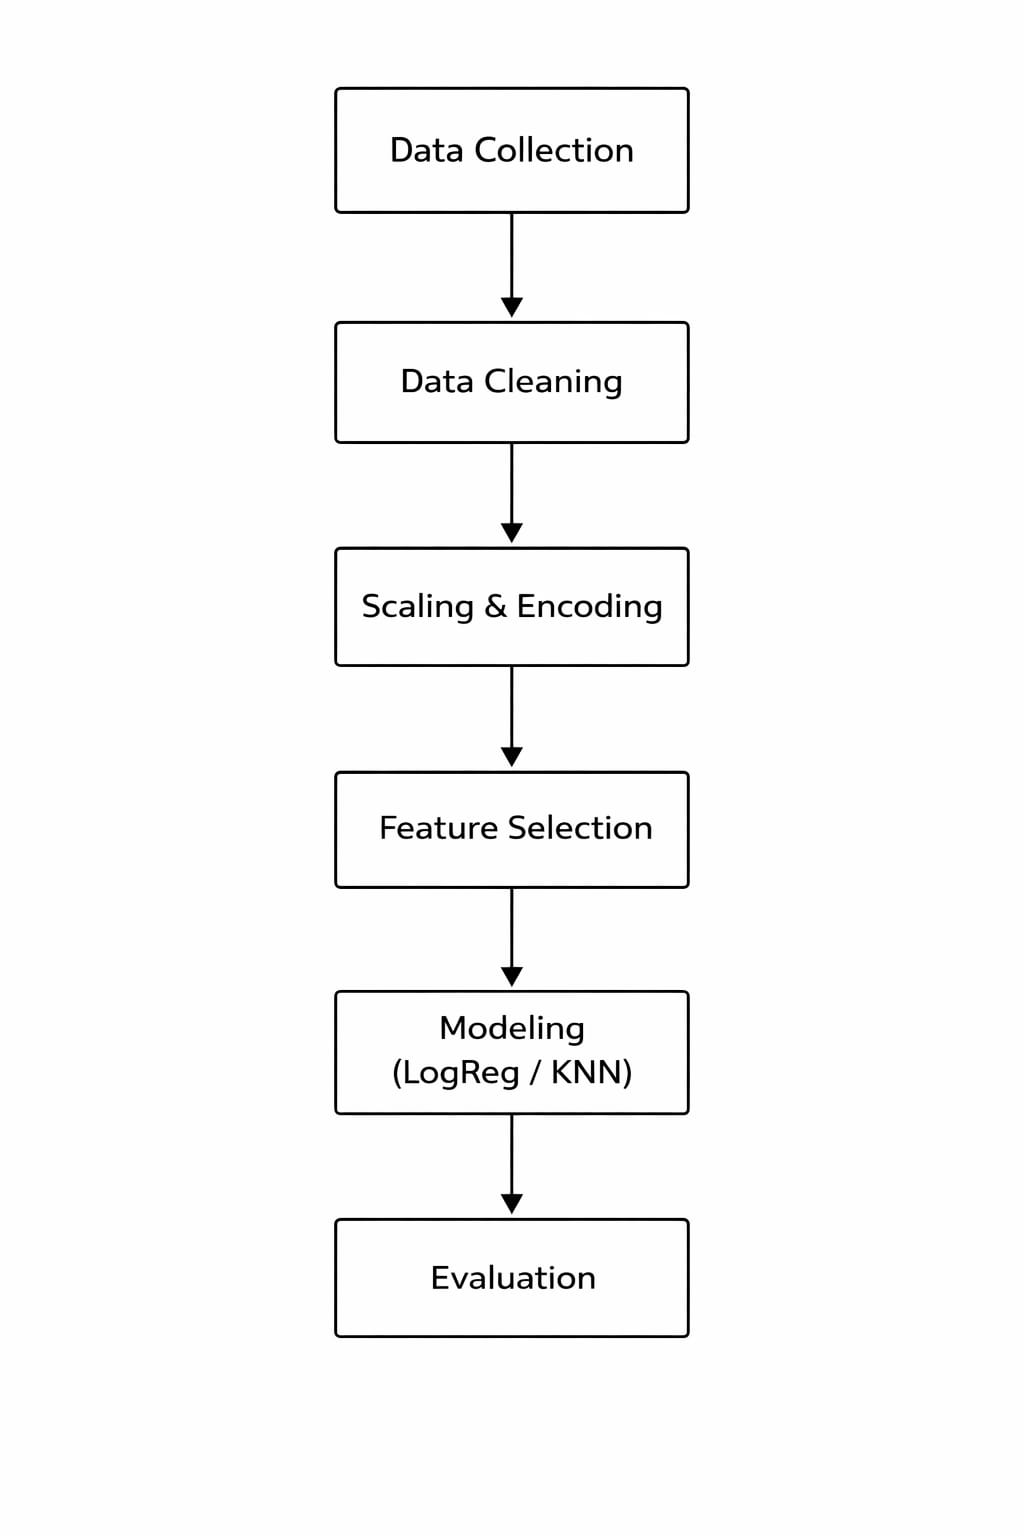 Data Collection
Data Cleaning
Scaling & Encoding
Feature Selection
Modeling
(LogReg / KNN)
Evaluation